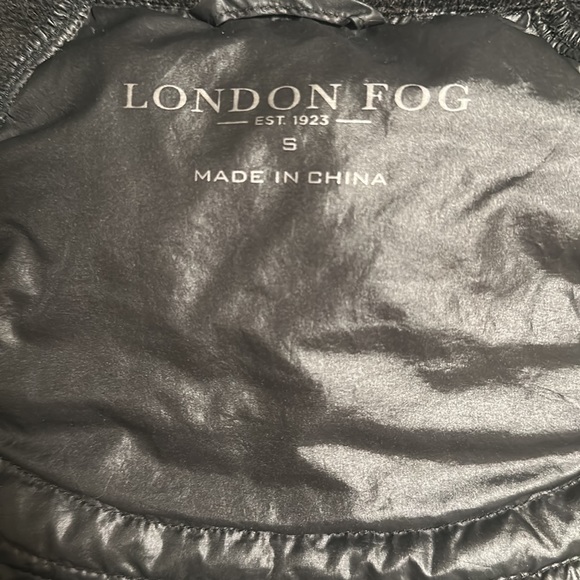 LONDON FOG
EST. 1923
S
MADE IN CHINA